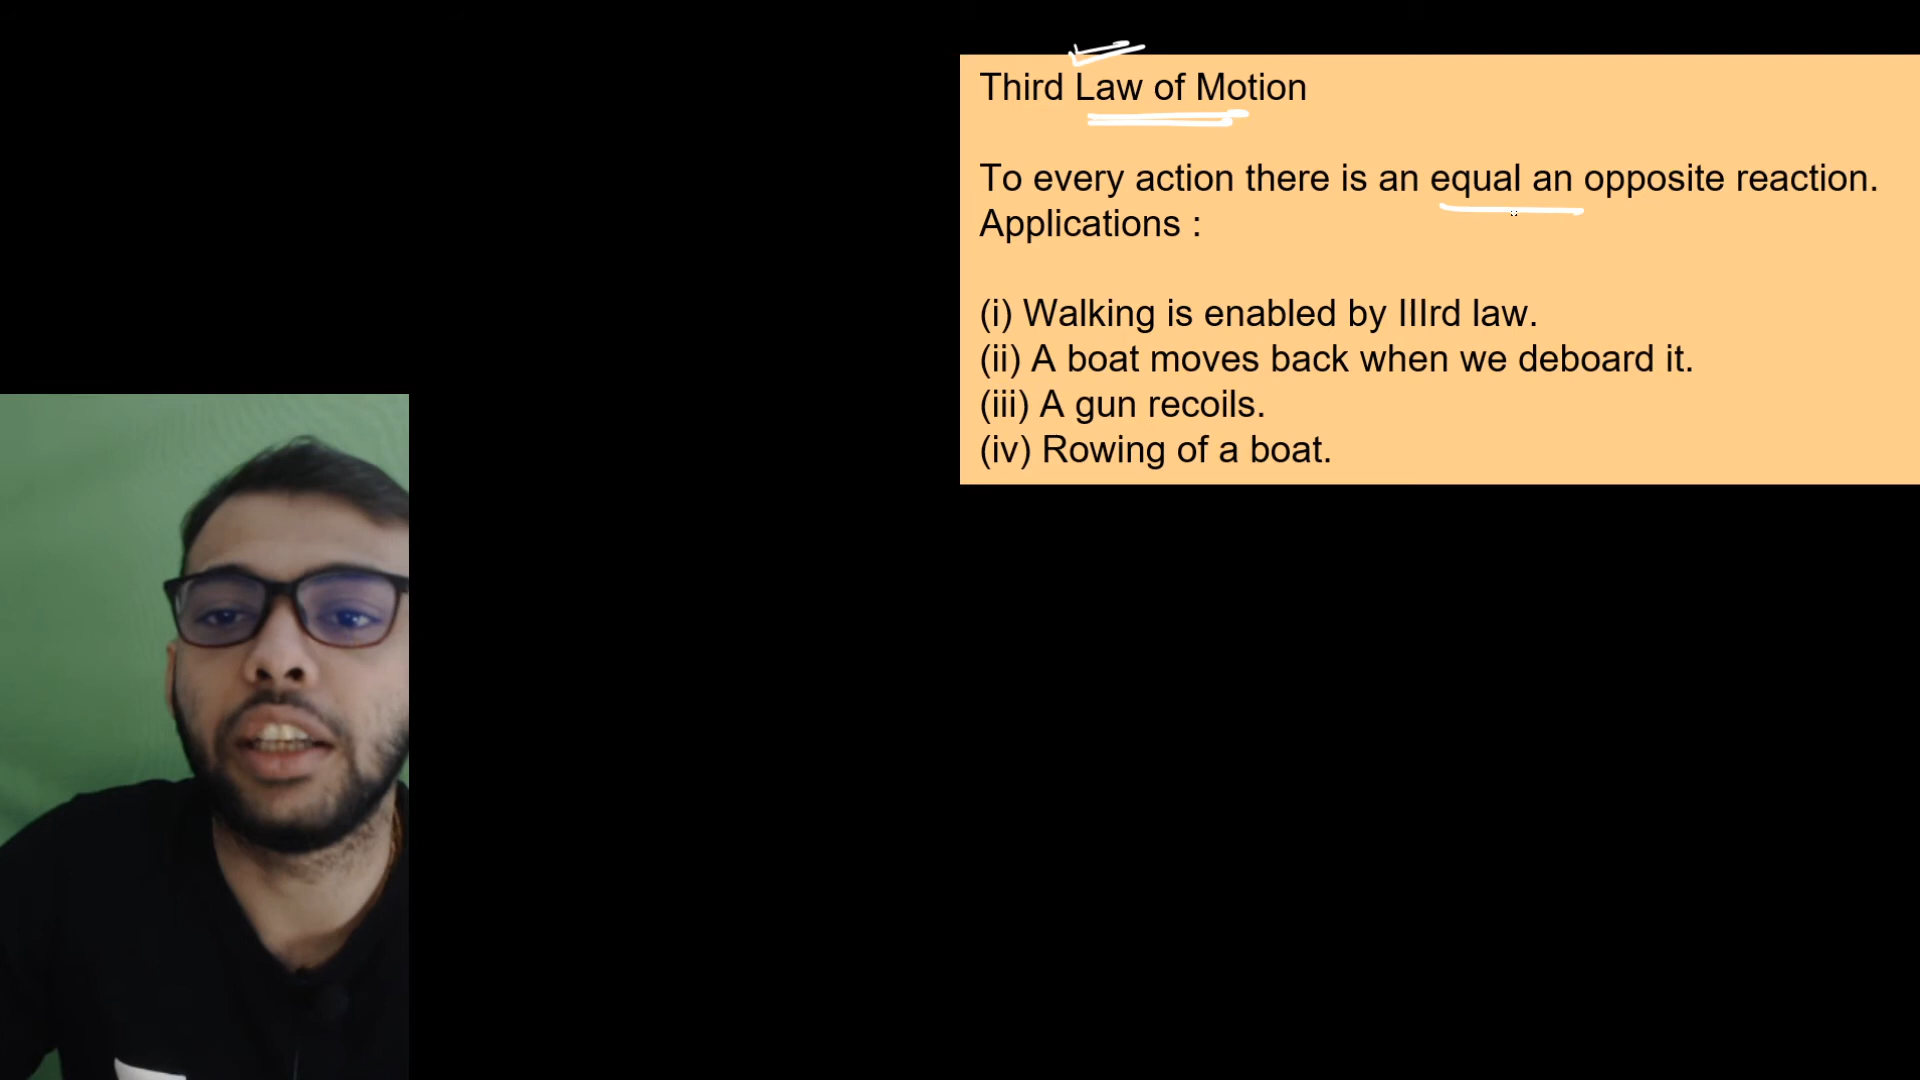 Third Law of Motion
To every action there is an equal an opposite reaction.
Applications :
(i) Walking is enabled by IIIrd law.
(ii) A boat moves back when we deboard it.
(iii) A gun recoils.
(iv) Rowing of a boat.